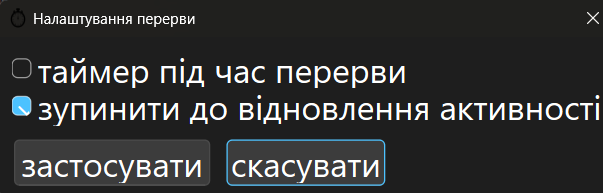 Налаштування перерви
таймер під час перерви
зупинити до відновлення активності
застосувати скасувати